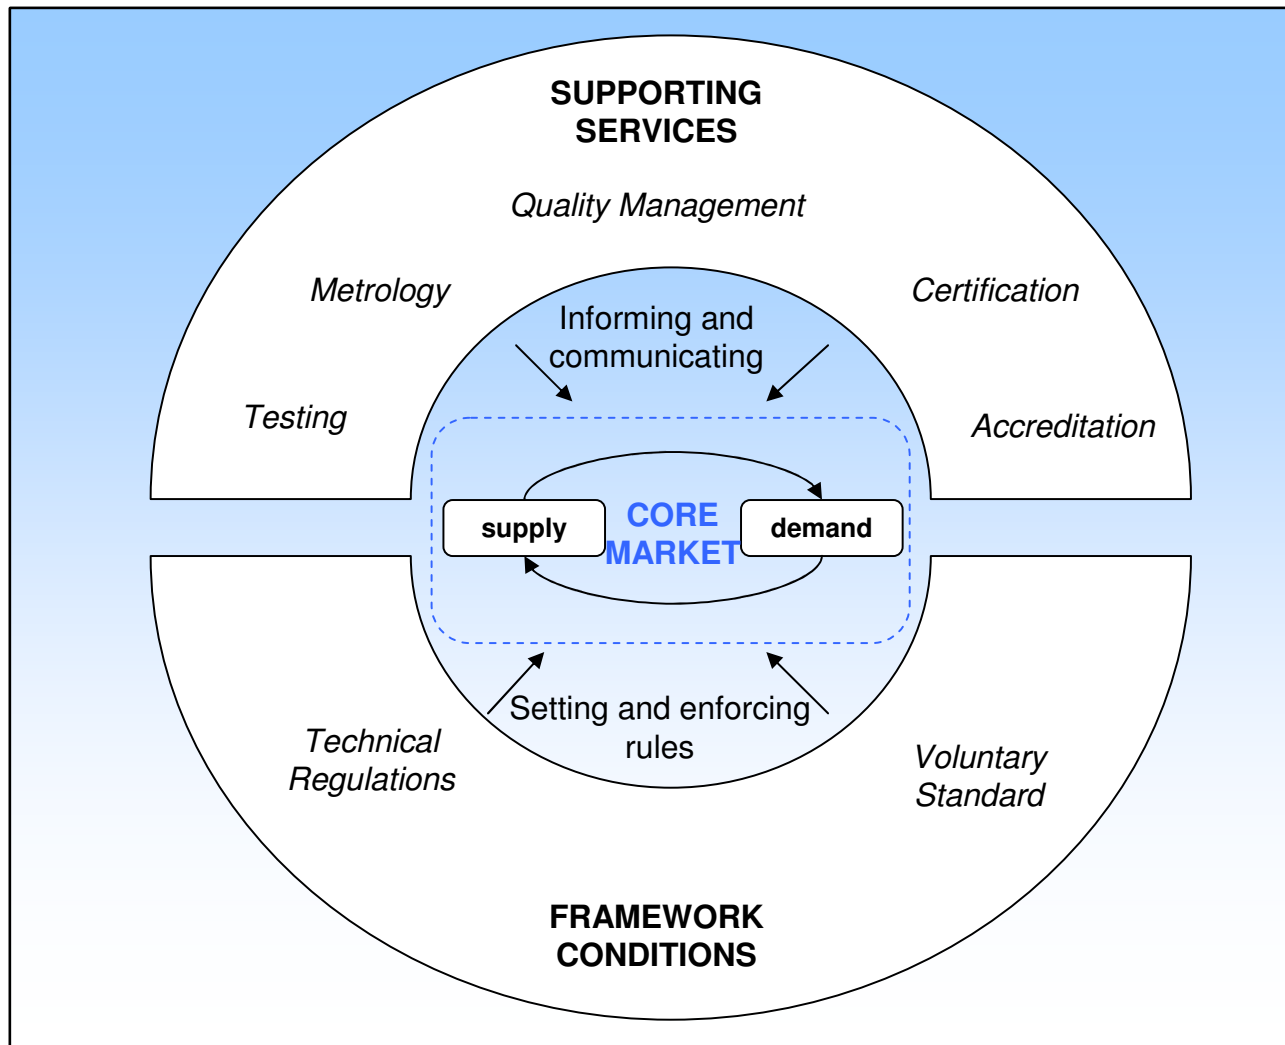 SUPPORTING
SERVICES
Quality Management
Metrology
Certification
Informing and
communicating
Testing
Accreditation
supply
CORE
MARKET
demand
Setting and enforcing
rules
Technical
Regulations
Voluntary
Standard
FRAMEWORK
CONDITIONS